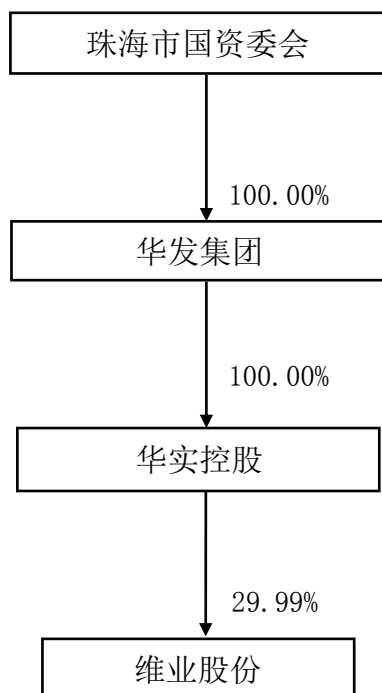 珠海市国资委会
100.00%
华发集团
100.00%
华实控股
29.99%
维业股份